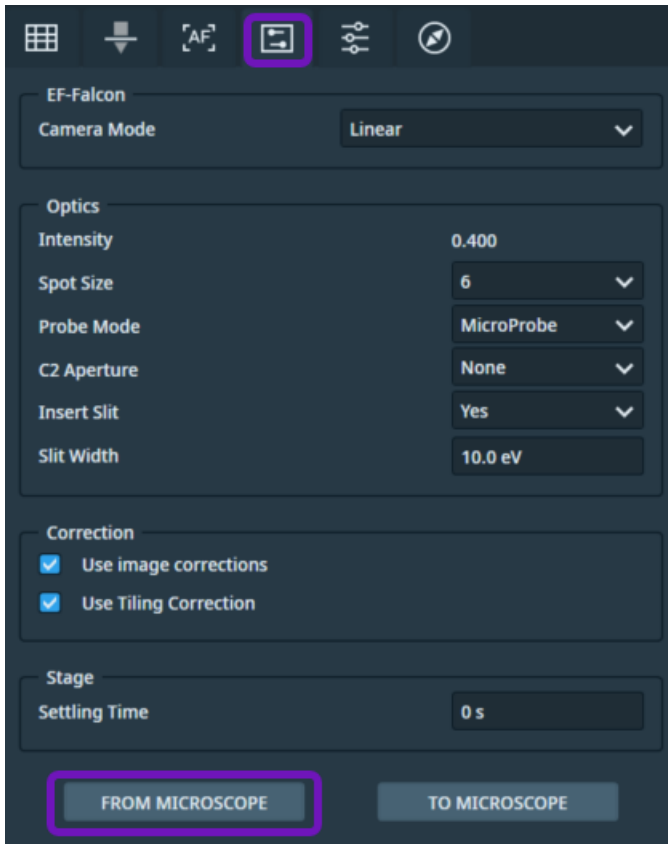 AF
EF-Falcon
Camera Mode Linear
Optics
Intensity 0.400
Spot Size 6
Probe Mode MicroProbe
C2 Aperture None
Insert Slit Yes
Slit Width 10.0 eV
Correction
Use image corrections
Use Tiling Correction
Stage
Settling Time 0 s
FROM MICROSCOPE TO MICROSCOPE